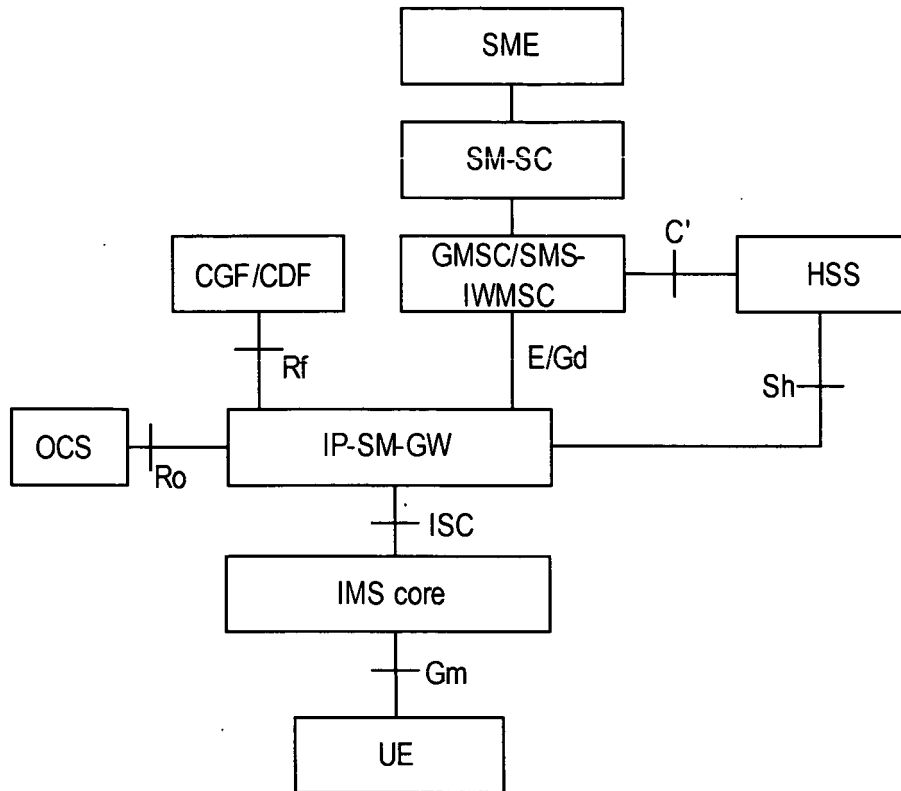 SME
SM-SC
C'
CGF/CDF
GMSC/SMS-
IWMSC
HSS
Rf
E/Gd
Sh
OCS
Ro
IP-SM-GW
ISC
IMS core
Gm
UE